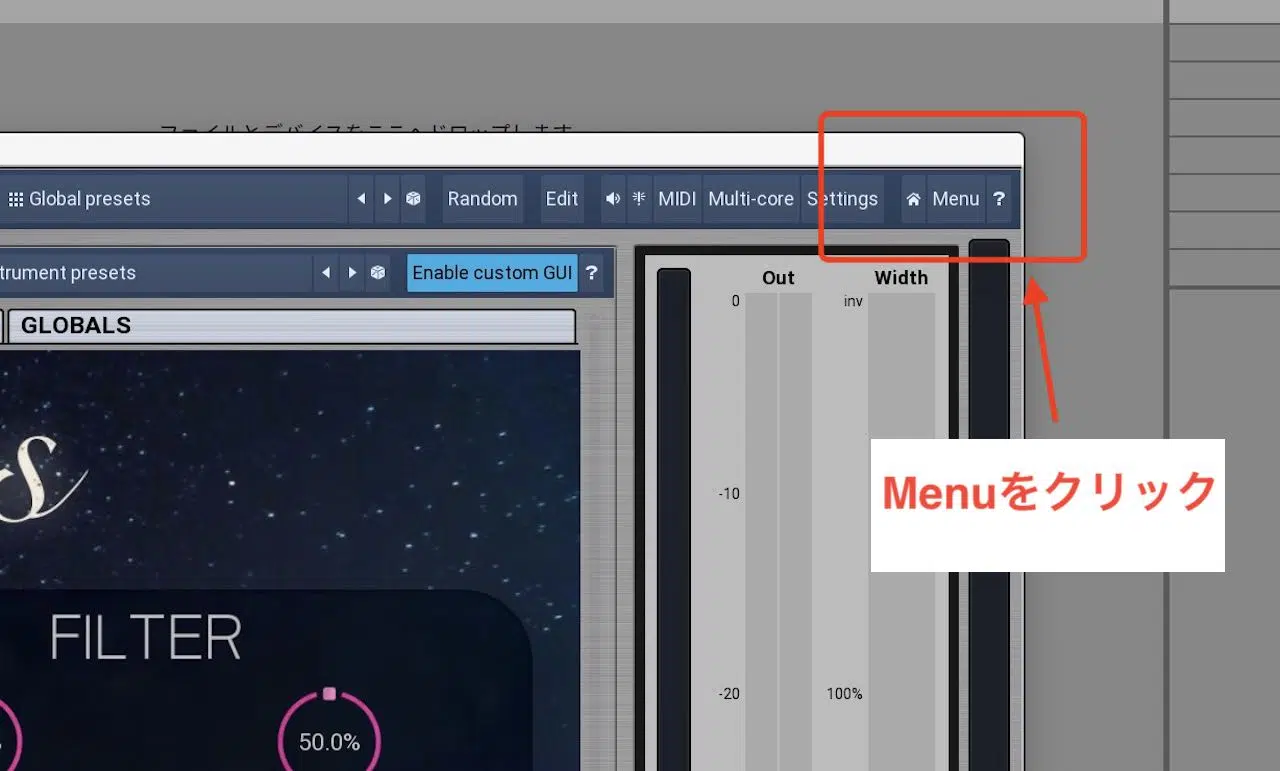 ファイルとデバイスをここへドロップします
Global presets Random Edit MIDI Multi-core Settings Menu ?
trument presets Enable custom GUI ?
Out Width
GLOBALS
0 inv
-10
Menuをクリック
FILTER
-20 100%
50.0%